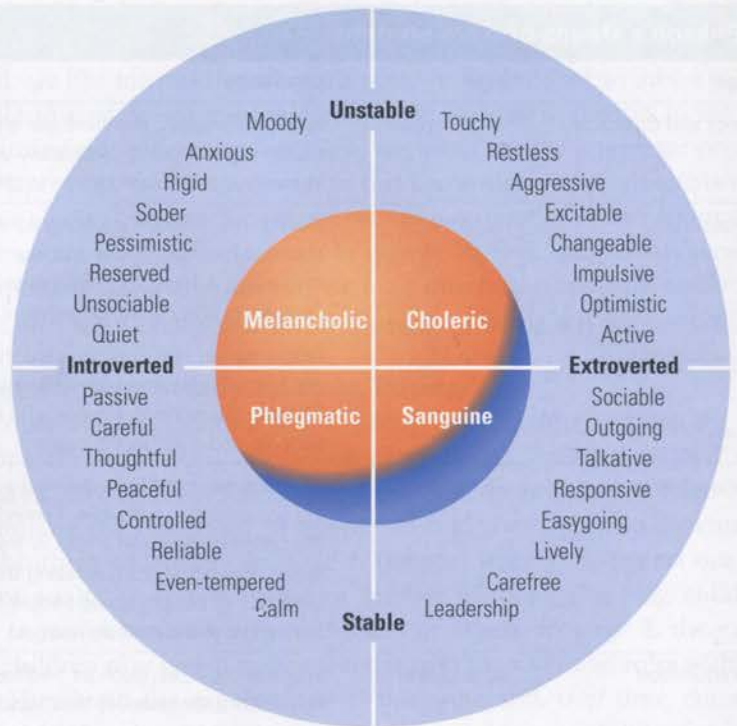 Unstable
Moody
Anxious
Rigid
Sober
Pessimistic
Reserved
Unsociable
Quiet
Touchy
Restless
Aggressive
Excitable
Changeable
Impulsive
Optimistic
Active
Melancholic
Choleric
Introverted
Extroverted
Phlegmatic
Sanguine
Passive
Careful
Thoughtful
Peaceful
Controlled
Reliable
Even-tempered
Calm
Sociable
Outgoing
Talkative
Responsive
Easygoing
Lively
Carefree
Leadership
Stable